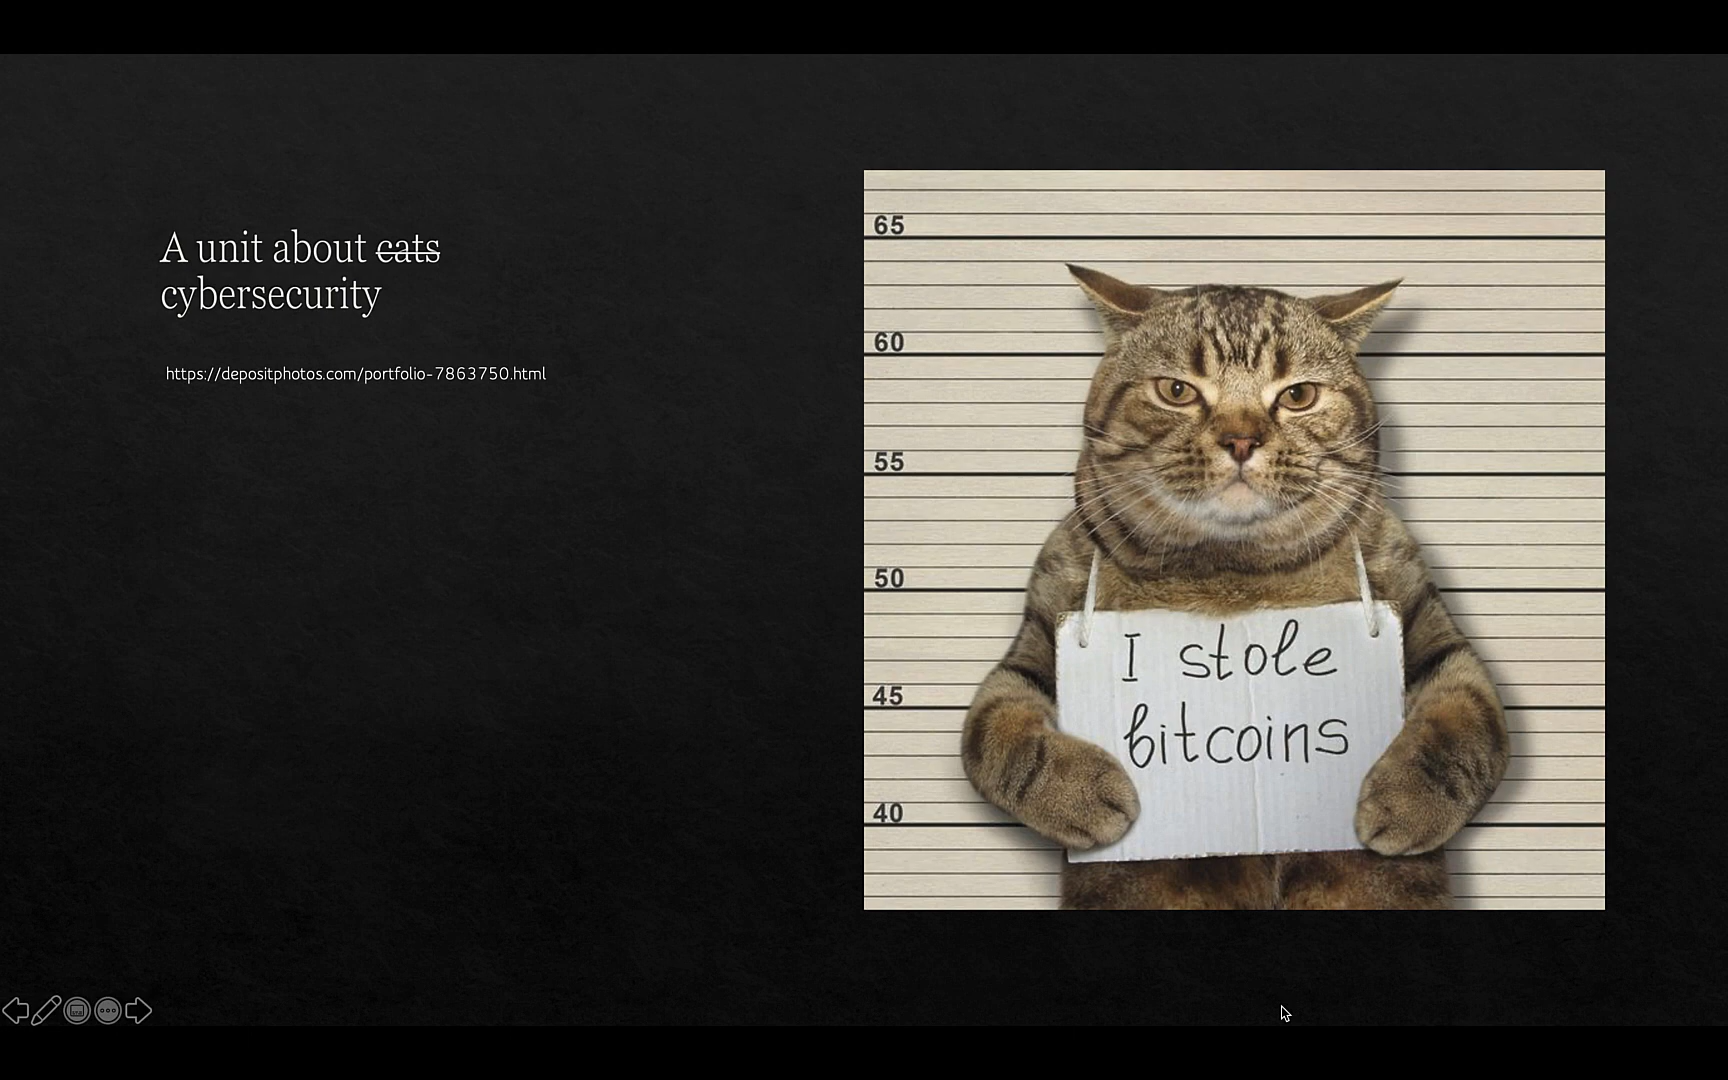 A unit about cats
cybersecurity
https://depositphotos.com/portfolio-7863750.html
65
60
55
50
45
40
I stole
bitcoins